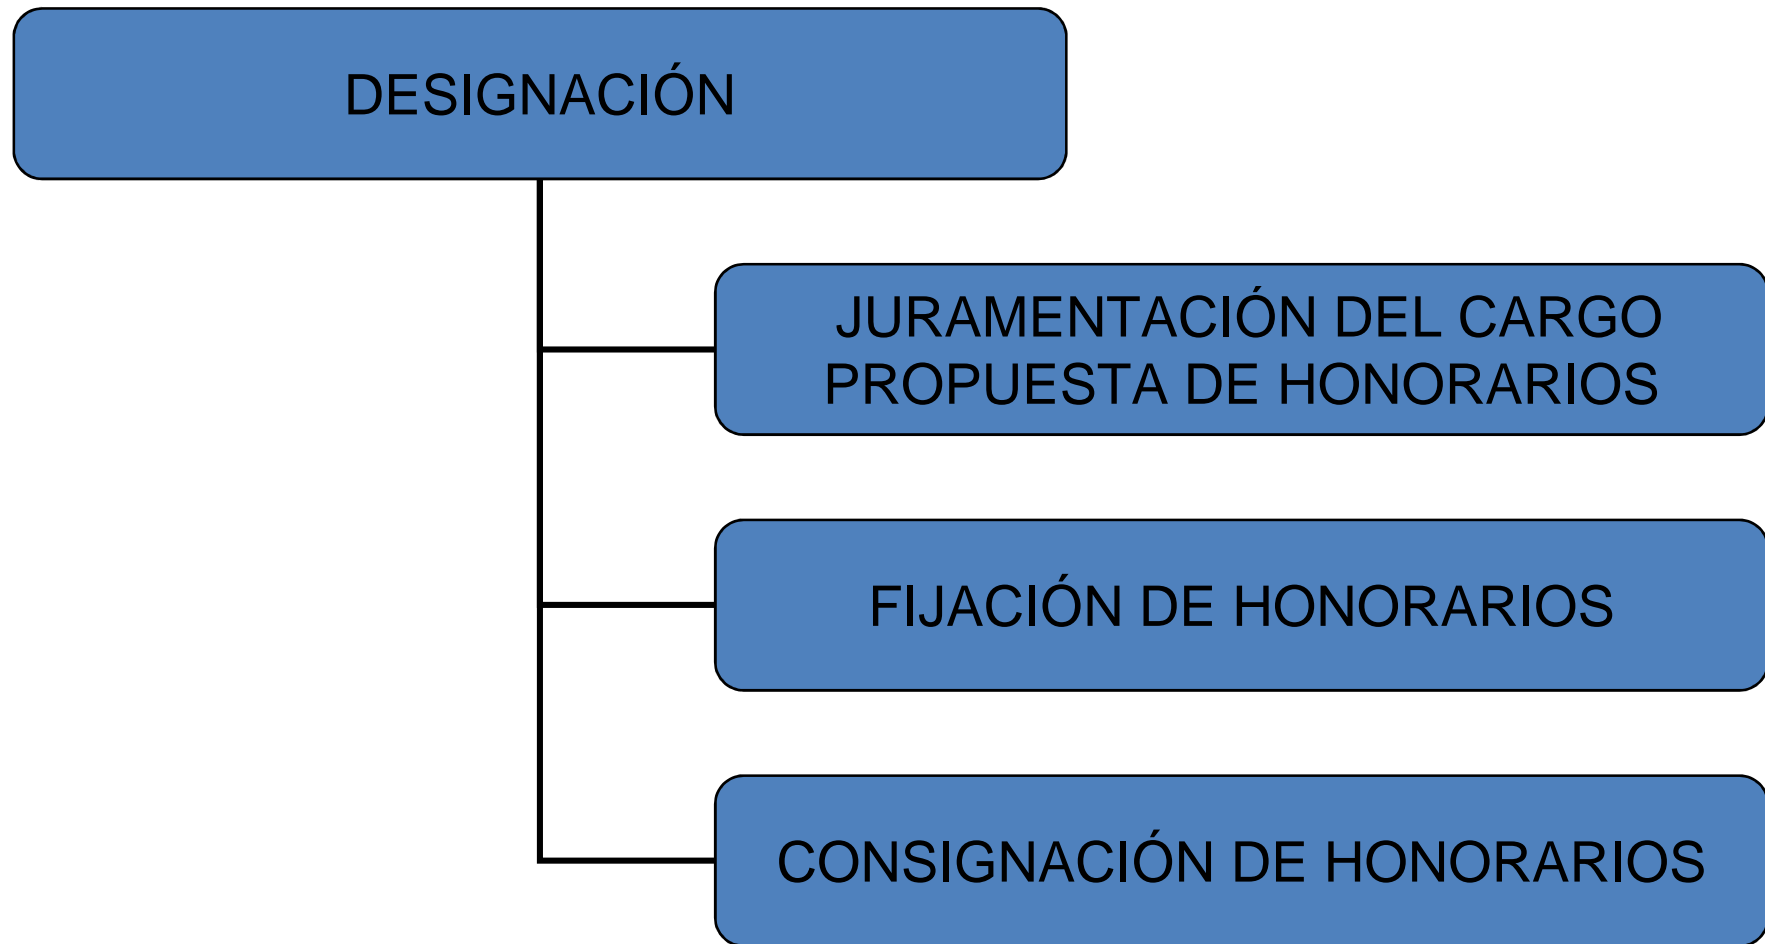 DESIGNACIÓN
JURAMENTACIÓN DEL CARGO
PROPUESTA DE HONORARIOS
FIJACIÓN DE HONORARIOS
CONSIGNACIÓN DE HONORARIOS